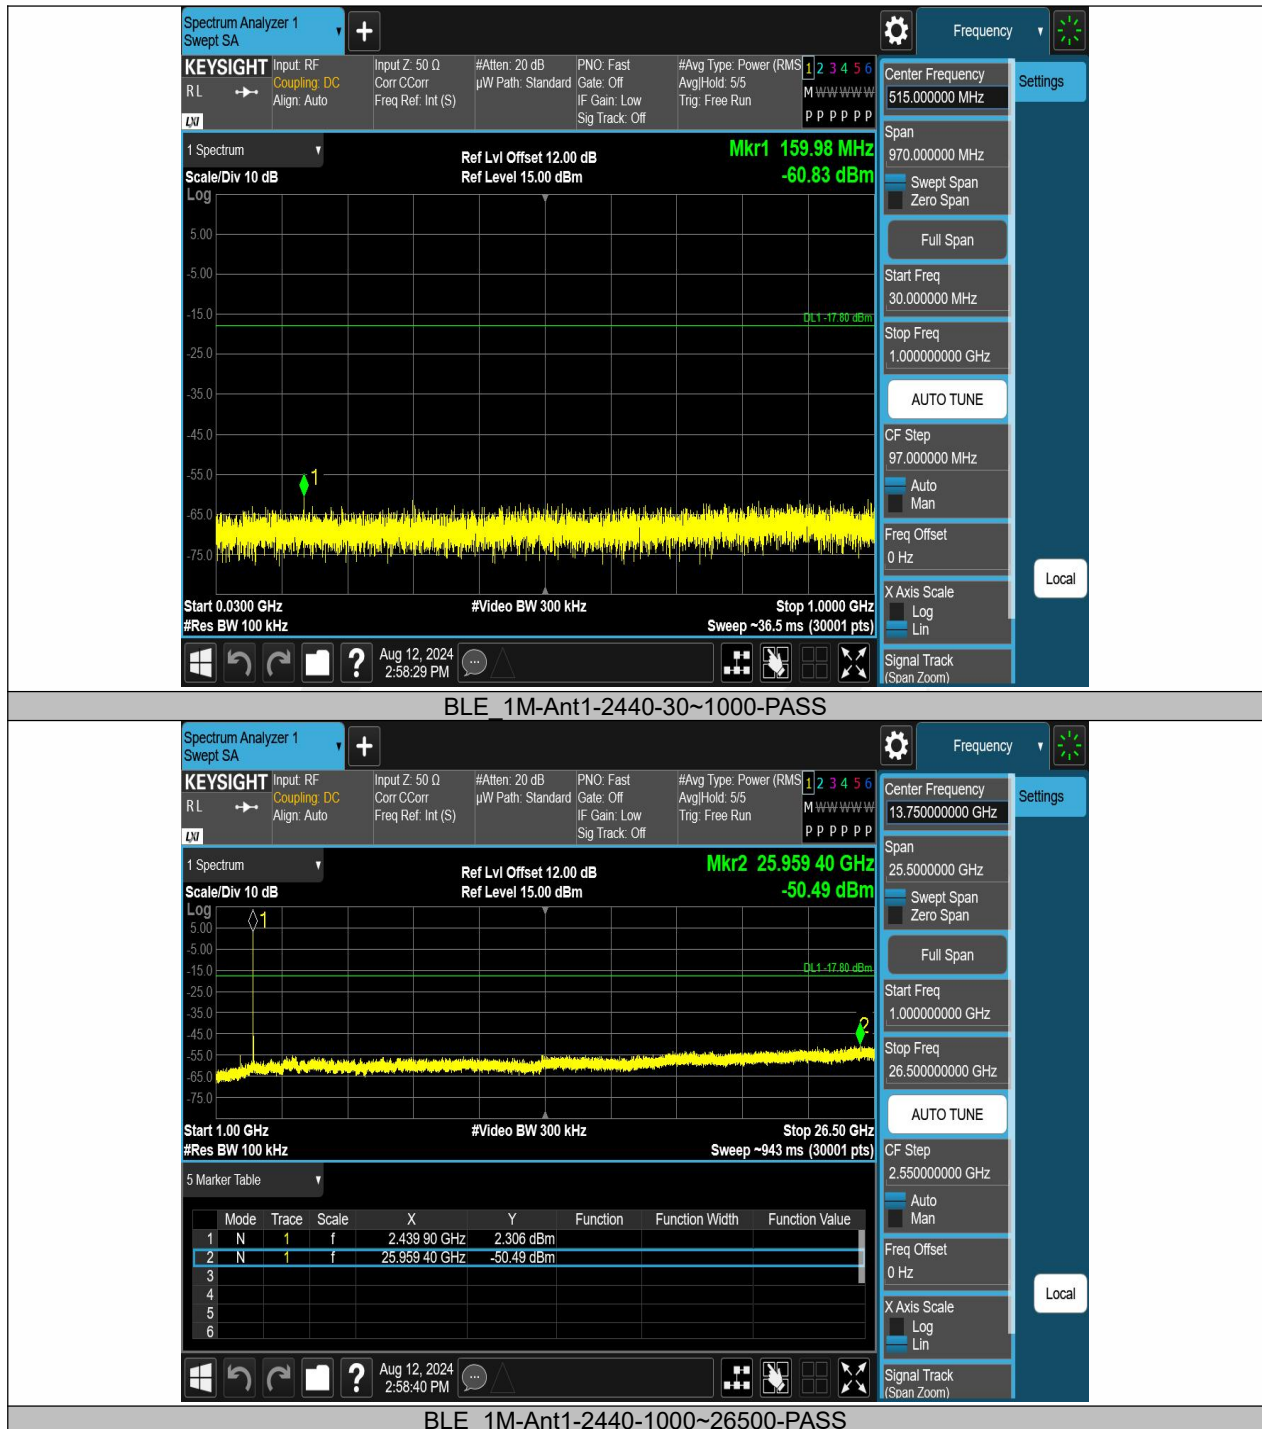 Spectrum Analyzer 1
Swept SA
+
Frequency
KEYSIGHT
RL
LXI
Input: RF
Coupling: DC
Align: Auto
Input Z: 50 Ω
Corr CCorr
Freq Ref: Int (S)
#Atten: 20 dB
µW Path: Standard
PNO: Fast
Gate: Off
IF Gain: Low
Sig Track: Off
#Avg Type: Power (RMS
Avg|Hold: 5/5
Trig: Free Run
1 2 3 4 5 6
M W W W W W
P P P P P P
1 Spectrum
Scale/Div 10 dB
Ref Lvl Offset 12.00 dB
Ref Level 15.00 dBm
Mkr1 159.98 MHz
-60.83 dBm
Log
5.00
-5.00
-15.0
DL1 -17.80 dBm
-25.0
-35.0
-45.0
-55.0
1
-65.0
-75.0
Start 0.0300 GHz
#Video BW 300 kHz
Stop 1.0000 GHz
#Res BW 100 kHz
Sweep ~36.5 ms (30001 pts)
?
Aug 12, 2024
2:58:29 PM
Center Frequency
515.000000 MHz
Settings
Span
970.000000 MHz
Swept Span
Zero Span
Full Span
Start Freq
30.000000 MHz
Stop Freq
1.000000000 GHz
AUTO TUNE
CF Step
97.000000 MHz
Auto
Man
Freq Offset
0 Hz
Local
X Axis Scale
Log
Lin
Signal Track
(Span Zoom)
BLE_1M-Ant1-2440-30~1000-PASS
Spectrum Analyzer 1
Swept SA
+
Frequency
KEYSIGHT
RL
LXI
Input: RF
Coupling: DC
Align: Auto
Input Z: 50 Ω
Corr CCorr
Freq Ref: Int (S)
#Atten: 20 dB
µW Path: Standard
PNO: Fast
Gate: Off
IF Gain: Low
Sig Track: Off
#Avg Type: Power (RMS
Avg|Hold: 5/5
Trig: Free Run
1 2 3 4 5 6
M W W W W W
P P P P P P
1 Spectrum
Scale/Div 10 dB
Ref Lvl Offset 12.00 dB
Ref Level 15.00 dBm
Mkr2 25.959 40 GHz
-50.49 dBm
Log
1
5.00
-5.00
-15.0
DL1 -17.80 dBm
-25.0
-35.0
2
-45.0
-55.0
-65.0
-75.0
Start 1.00 GHz
#Video BW 300 kHz
Stop 26.50 GHz
#Res BW 100 kHz
Sweep ~943 ms (30001 pts)
5 Marker Table
Mode Trace Scale X Y Function Function Width Function Value
1 N 1 f 2.439 90 GHz 2.306 dBm
2 N 1 f 25.959 40 GHz -50.49 dBm
3
4
5
6
?
Aug 12, 2024
2:58:40 PM
Center Frequency
13.750000000 GHz
Settings
Span
25.5000000 GHz
Swept Span
Zero Span
Full Span
Start Freq
1.000000000 GHz
Stop Freq
26.500000000 GHz
AUTO TUNE
CF Step
2.550000000 GHz
Auto
Man
Freq Offset
0 Hz
Local
X Axis Scale
Log
Lin
Signal Track
(Span Zoom)
BLE_1M-Ant1-2440-1000~26500-PASS